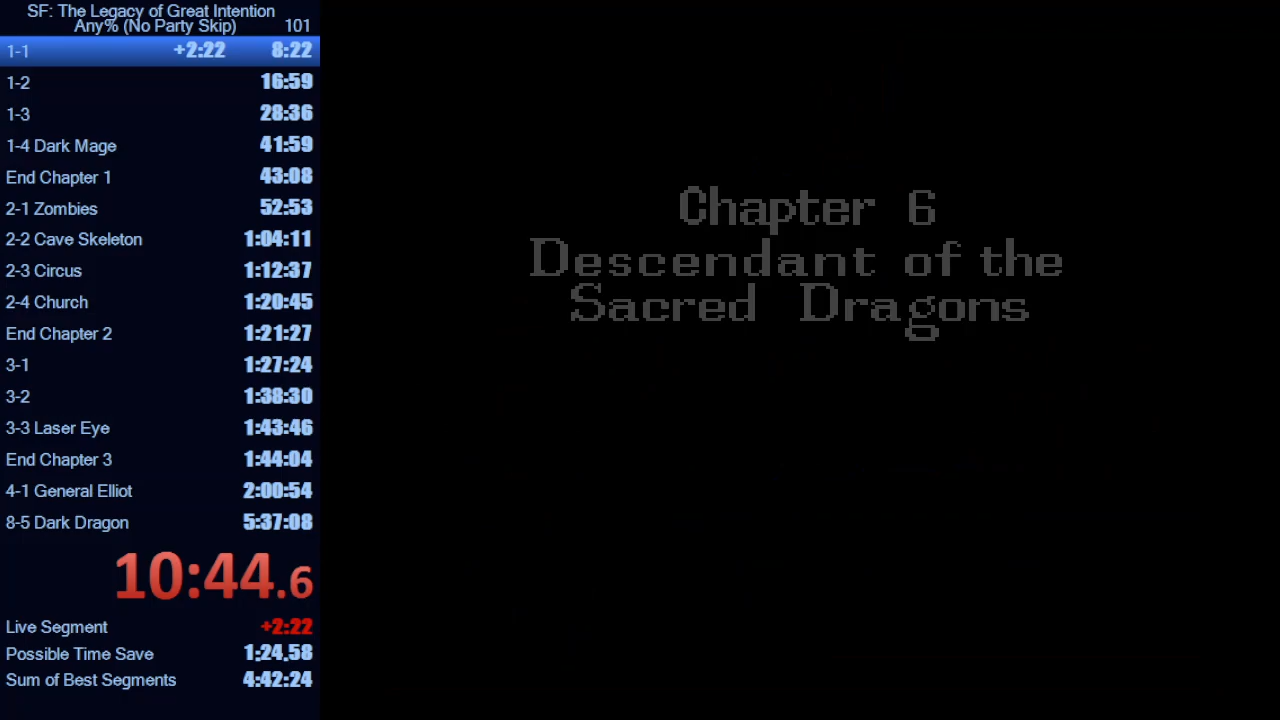 SF: The Legacy of Great Intention
Any% (No Party Skip) 101
1-1 +2:22 8:22
1-2 16:59
1-3 28:36
1-4 Dark Mage 41:59
End Chapter 1 43:08
2-1 Zombies 52:53
2-2 Cave Skeleton 1:04:11
2-3 Circus 1:12:37
2-4 Church 1:20:45
End Chapter 2 1:21:27
3-1 1:27:24
3-2 1:38:30
3-3 Laser Eye 1:43:46
End Chapter 3 1:44:04
4-1 General Elliot 2:00:54
8-5 Dark Dragon 5:37:08
10:44.6
Live Segment +2:22
Possible Time Save 1:24.58
Sum of Best Segments 4:42:24
Chapter 6
Descendant of the
Sacred Dragons